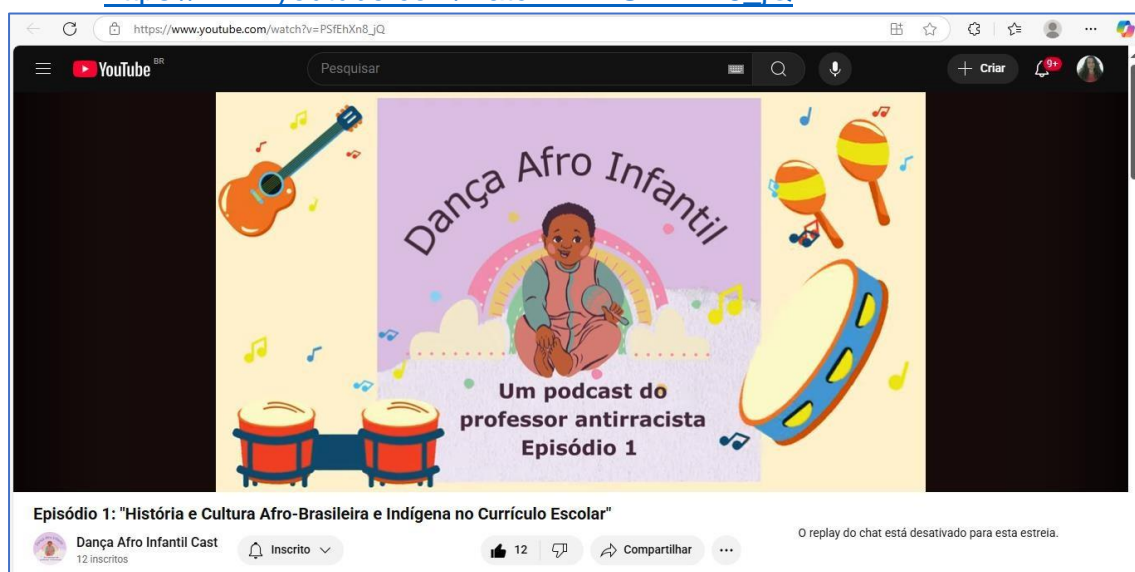 https://www.youtube.com/watch?v=PSfEhXn8_jQ
YouTube BR
Pesquisar
Criar
9+
Dança Afro Infantil
Um podcast do
professor antirracista
Episódio 1
Episódio 1: "História e Cultura Afro-Brasileira e Indígena no Currículo Escolar"
Dança Afro Infantil Cast
12 inscritos
Inscrito
12
Compartilhar
O replay do chat está desativado para esta estreia.